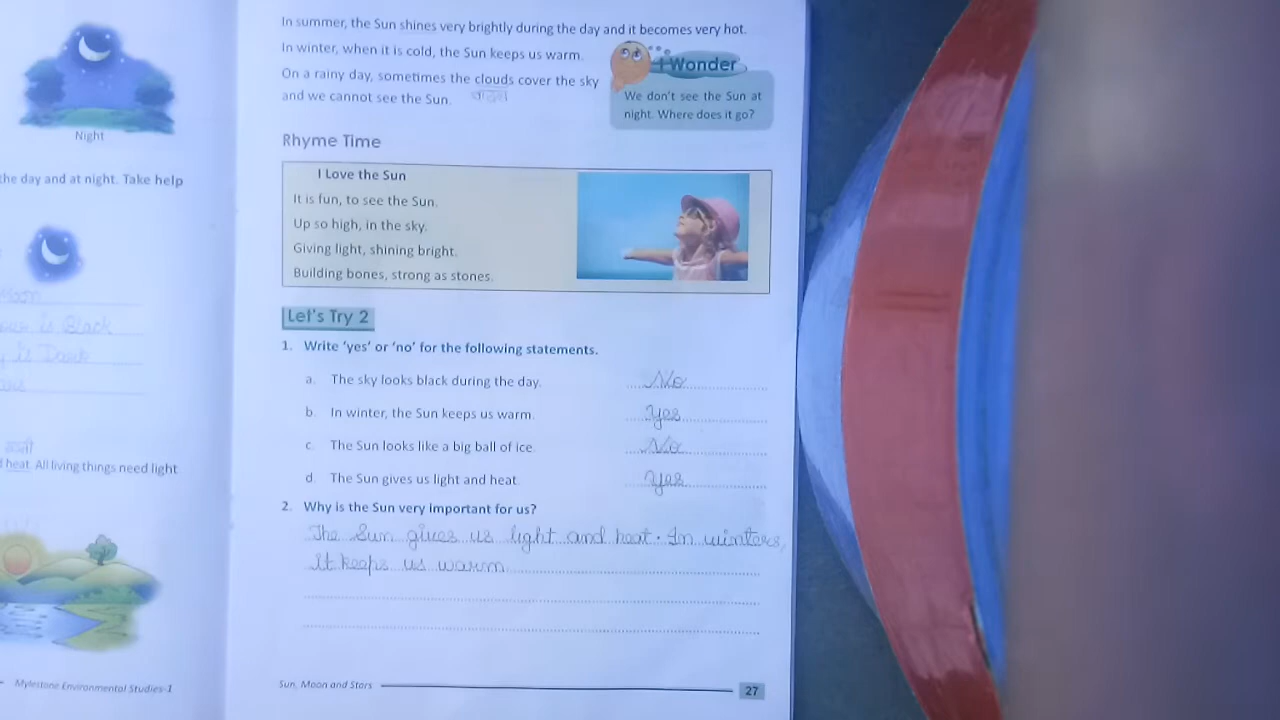 Night
the day and at night. Take help
Moon
is Black
is Dark
heat. All living things need light
Mylestone Environmental Studies-1
In summer, the Sun shines very brightly during the day and it becomes very hot.
In winter, when it is cold, the Sun keeps us warm.
On a rainy day, sometimes the clouds cover the sky
and we cannot see the Sun. बादल
I Wonder
We don't see the Sun at
night. Where does it go?
Rhyme Time
I Love the Sun
It is fun, to see the Sun.
Up so high, in the sky.
Giving light, shining bright.
Building bones, strong as stones.
Let's Try 2
1. Write 'yes' or 'no' for the following statements.
a. The sky looks black during the day. No
b. In winter, the Sun keeps us warm. Yes
c. The Sun looks like a big ball of ice. No
d. The Sun gives us light and heat. Yes
2. Why is the Sun very important for us?
The Sun gives us light and heat. In winters,
it keeps us warm
Sun, Moon and Stars 27